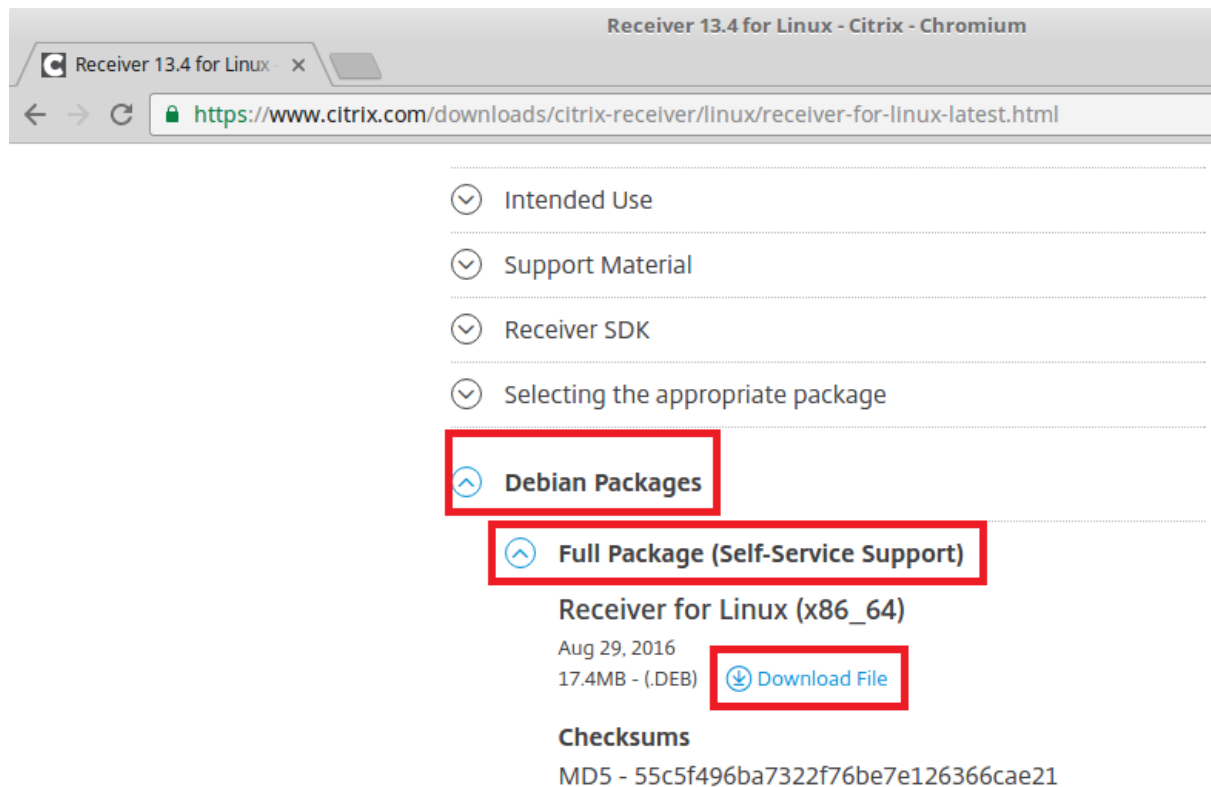 Receiver 13.4 for Linux - Citrix - Chromium
Receiver 13.4 for Linux -
https://www.citrix.com/downloads/citrix-receiver/linux/receiver-for-linux-latest.html
Intended Use
Support Material
Receiver SDK
Selecting the appropriate package
Debian Packages
Full Package (Self-Service Support)
Receiver for Linux (x86_64)
Aug 29, 2016
17.4MB - (.DEB) Download File
Checksums
MD5 - 55c5f496ba7322f76be7e126366cae21